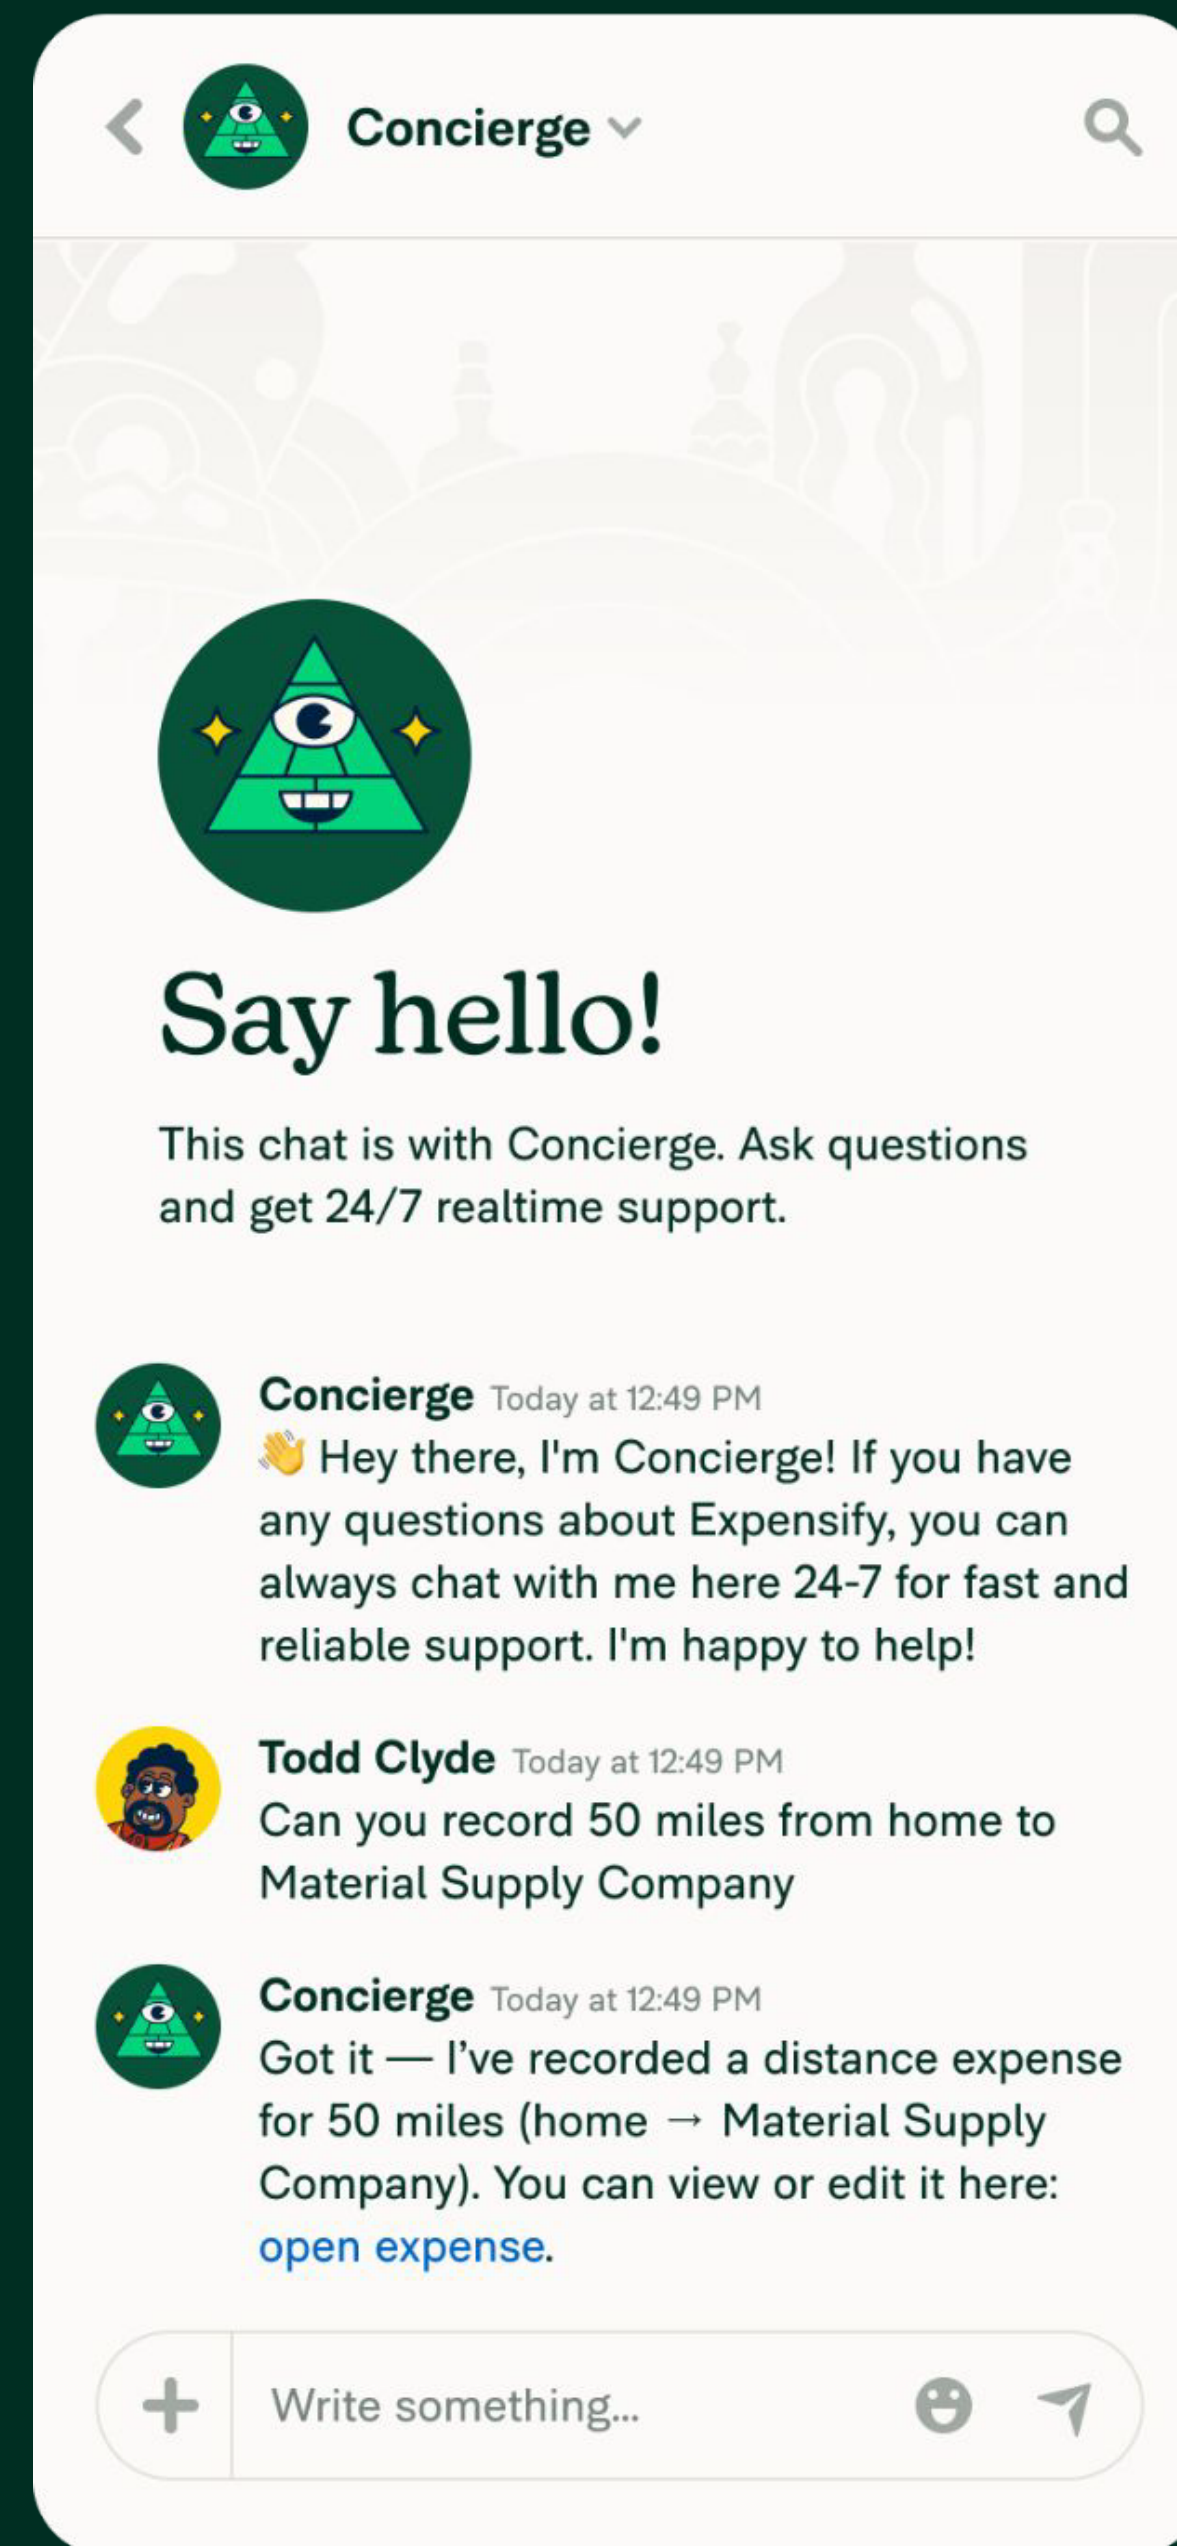 Concierge
Say hello!
This chat is with Concierge. Ask questions
and get 24/7 realtime support.
Concierge Today at 12:49 PM
👋 Hey there, I'm Concierge! If you have
any questions about Expensify, you can
always chat with me here 24-7 for fast and
reliable support. I'm happy to help!
Todd Clyde Today at 12:49 PM
Can you record 50 miles from home to
Material Supply Company
Concierge Today at 12:49 PM
Got it — I’ve recorded a distance expense
for 50 miles (home → Material Supply
Company). You can view or edit it here:
open expense.
Write something...